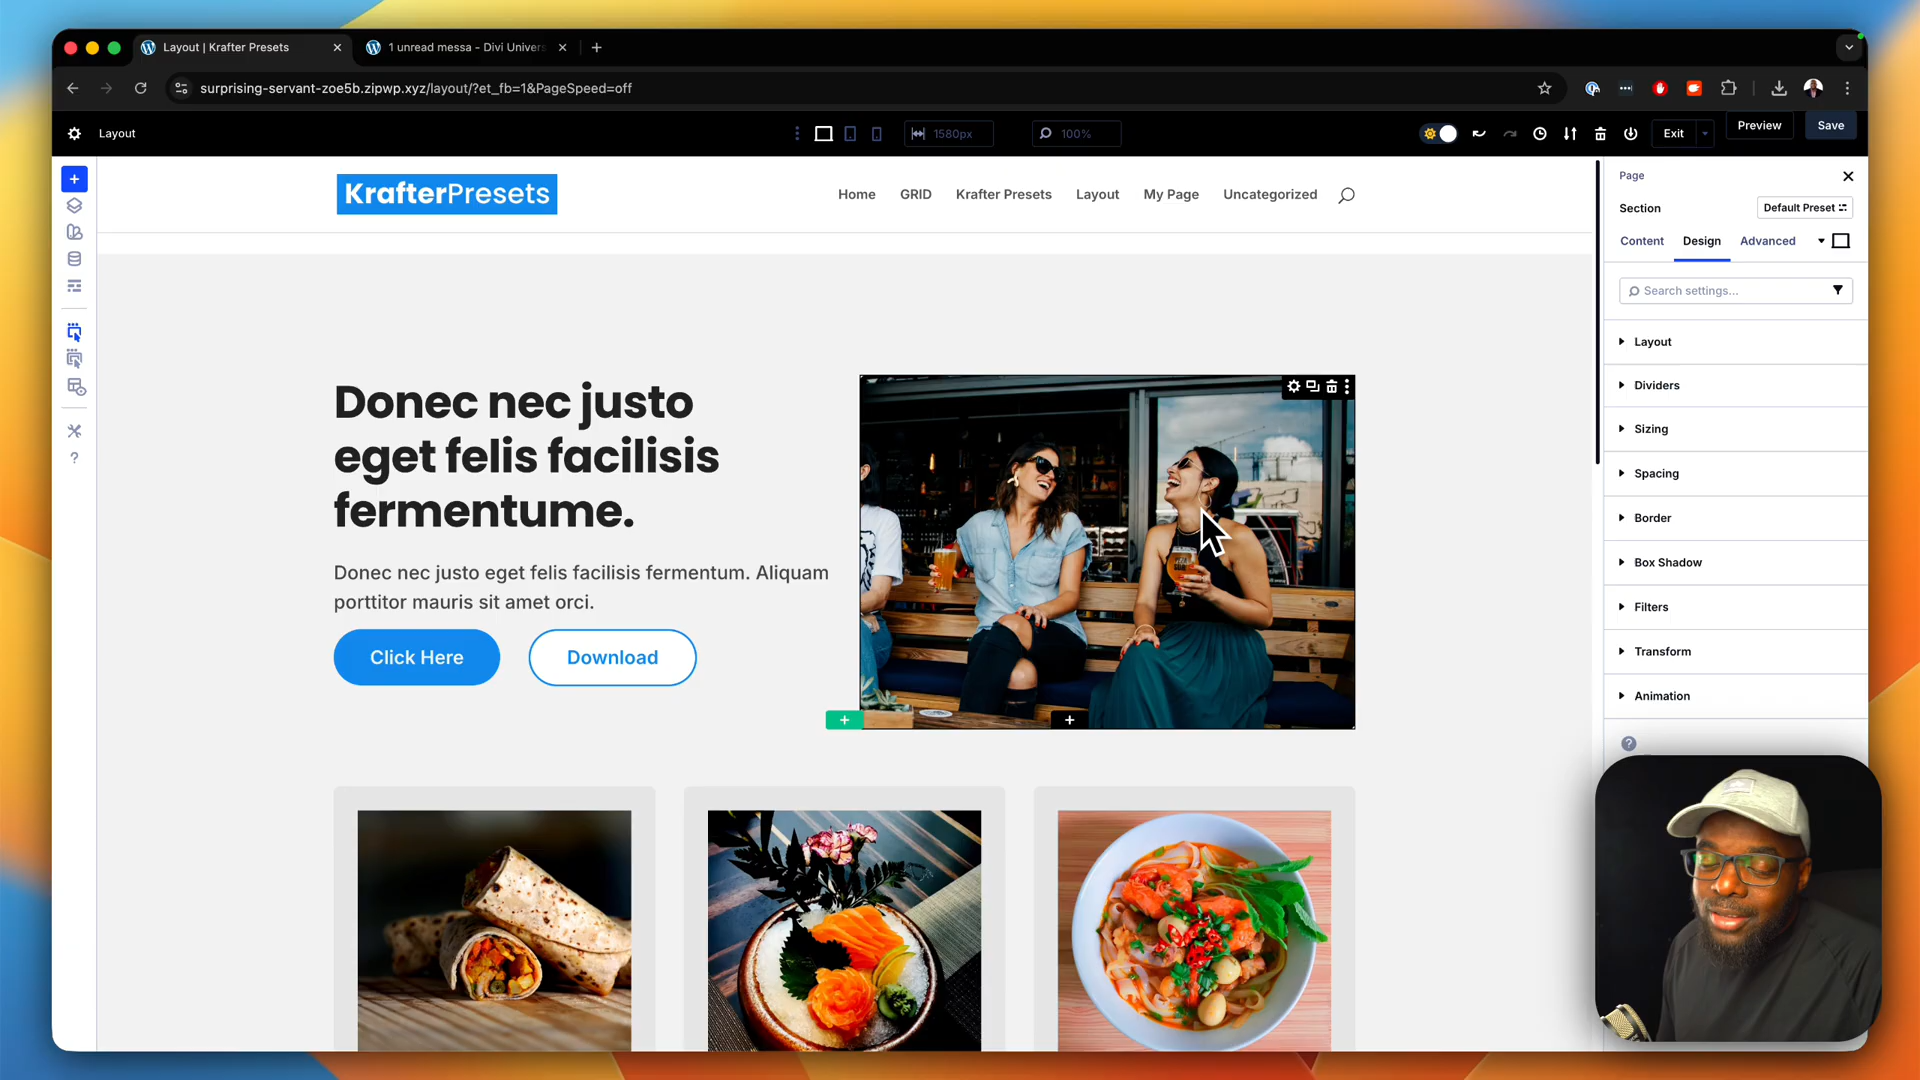 Layout | Krafter Presets
1 unread messa - Divi Univers
surprising-servant-zoe5b.zipwp.xyz/layout/?et_fb=1&PageSpeed=off
Layout
1580px
100%
Exit
Preview
Save
KrafterPresets
Home
GRID
Krafter Presets
Layout
My Page
Uncategorized
Page
Section
Default Preset
Content
Design
Advanced
Search settings...
Layout
Dividers
Sizing
Spacing
Border
Box Shadow
Filters
Transform
Animation
Donec nec justo
eget felis facilisis
fermentume.
Donec nec justo eget felis facilisis fermentum. Aliquam
porttitor mauris sit amet orci.
Click Here
Download